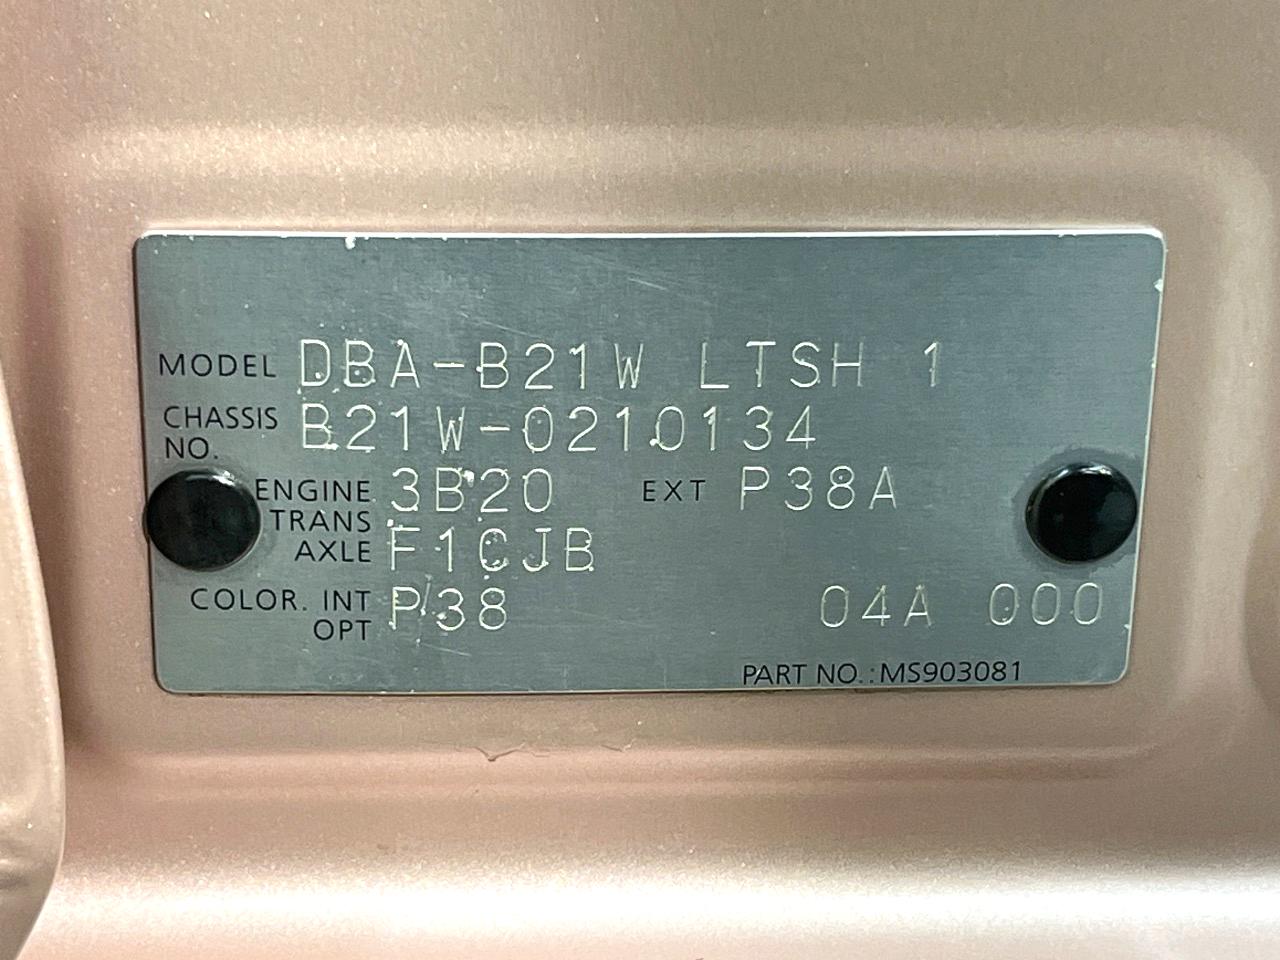 MODEL DBA-B21W LTSH 1
CHASSIS NO. B21W-0210134
ENGINE 3B20 EXT P38A
TRANS AXLE F1CJB
COLOR. INT OPT P38 04A 000
PART NO.:MS903081